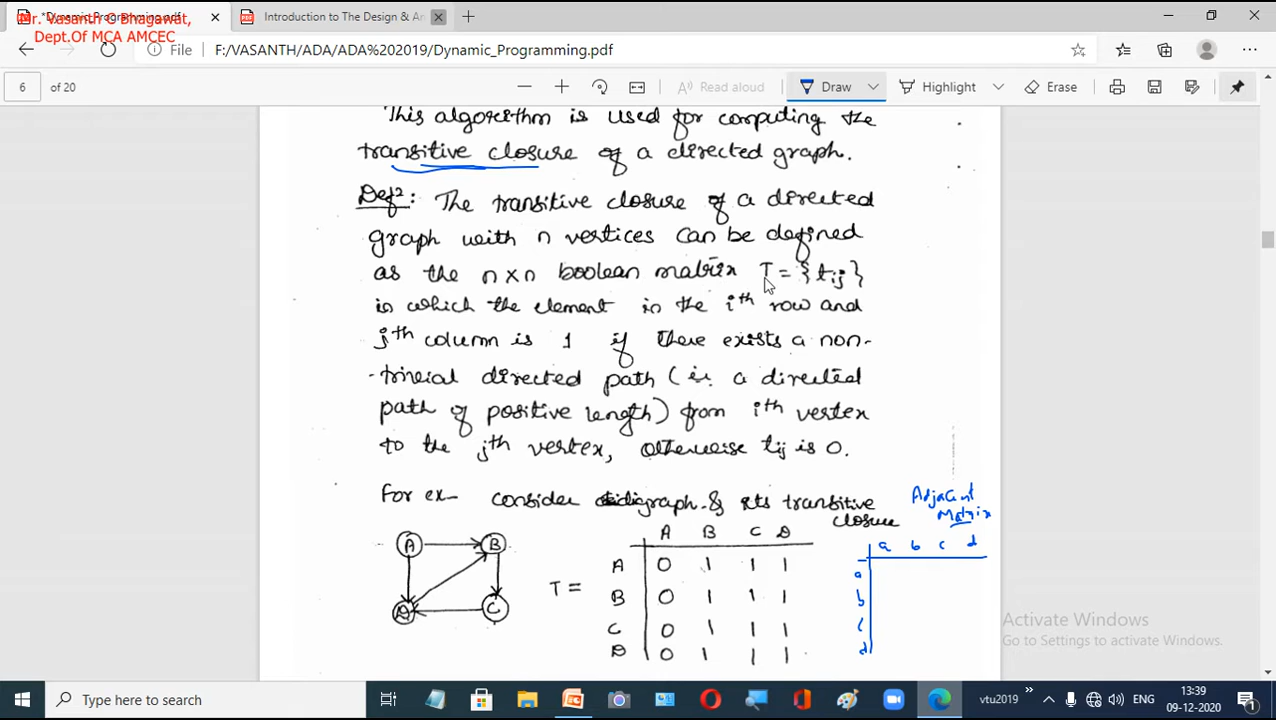 *Dynamic_Programming.pdf
Introduction to The Design & An
Dr. Vasanth G Bhagawat,
Dept.Of MCA AMCEC
File
F:/VASANTH/ADA/ADA%202019/Dynamic_Programming.pdf
6 of 20
Read aloud
Draw
Highlight
Erase
This algorithm is used for computing the
transitive closure of a directed graph.
Defn: The transitive closure of a directed
graph with n vertices can be defined
as the n x n boolean matrix T = {tij}
in which the element in the ith row and
jth column is 1 if there exists a non-
-trivial directed path (ie. a directed
path of positive length) from ith vertex
to the jth vertex, otherwise tij is 0.
For ex- consider digraph & its transitive
closure
Adjacent
Matrix
A B
D C
T =
A B C D
A 0 1 1 1
B 0 1 1 1
C 0 1 1 1
D 0 1 1 1
a b c d
a
b
c
d
Activate Windows
Go to Settings to activate Windows.
Type here to search
vtu2019
ENG
13:39
09-12-2020
1